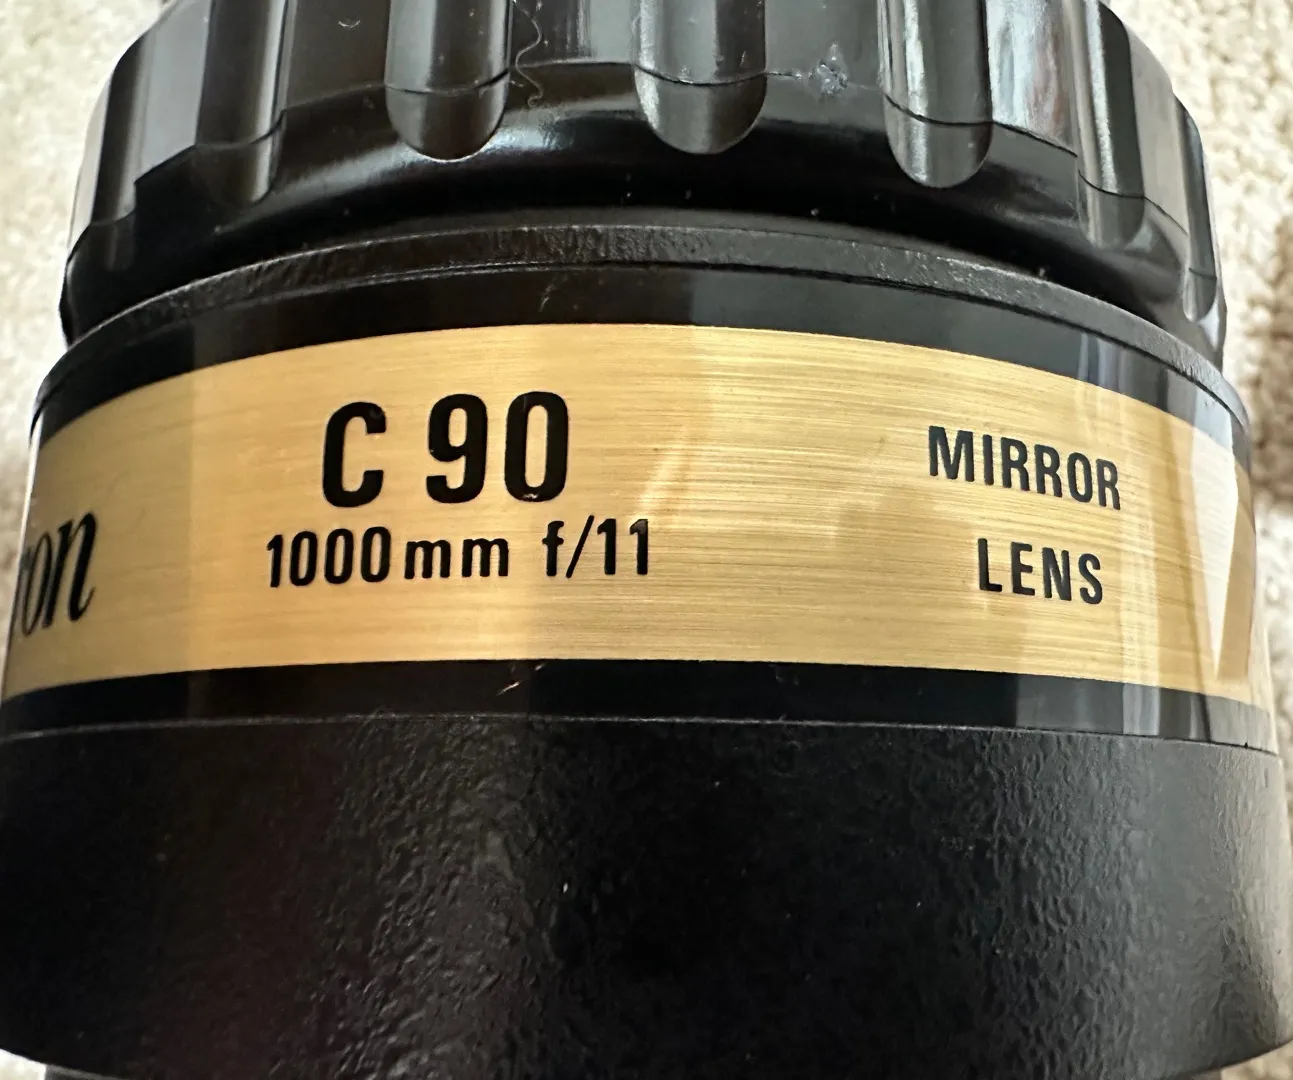 C 90
1000mm f/11
MIRROR
LENS